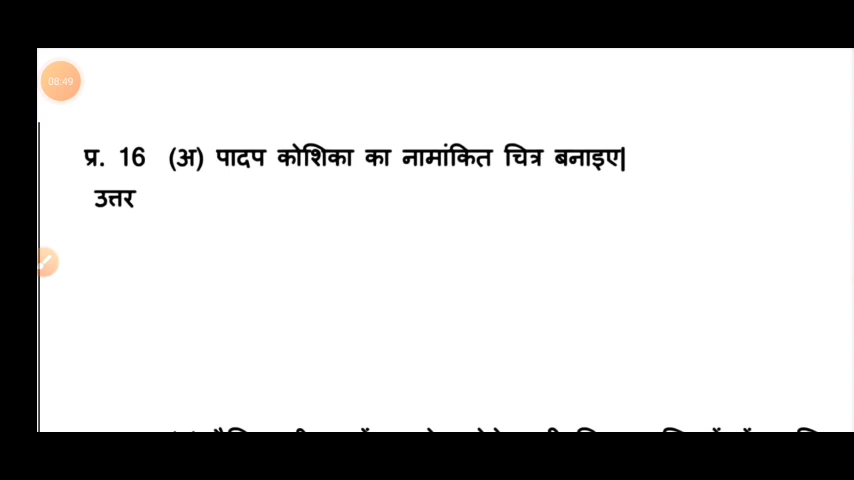 08:49
प्र. 16 (अ) पादप कोशिका का नामांकित चित्र बनाइए|
उत्तर